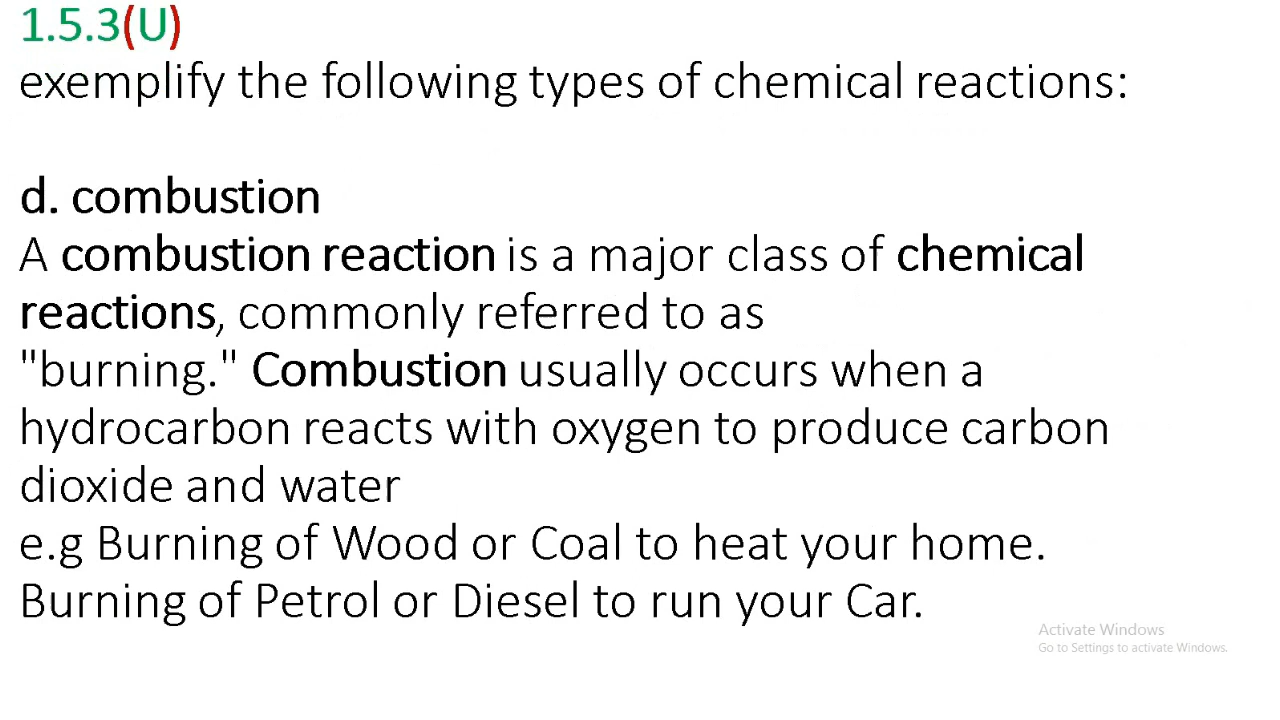 1.5.3(U)
exemplify the following types of chemical reactions:
d. combustion
A combustion reaction is a major class of chemical
reactions, commonly referred to as
"burning." Combustion usually occurs when a
hydrocarbon reacts with oxygen to produce carbon
dioxide and water
e.g Burning of Wood or Coal to heat your home.
Burning of Petrol or Diesel to run your Car.
Activate Windows
Go to Settings to activate Windows.